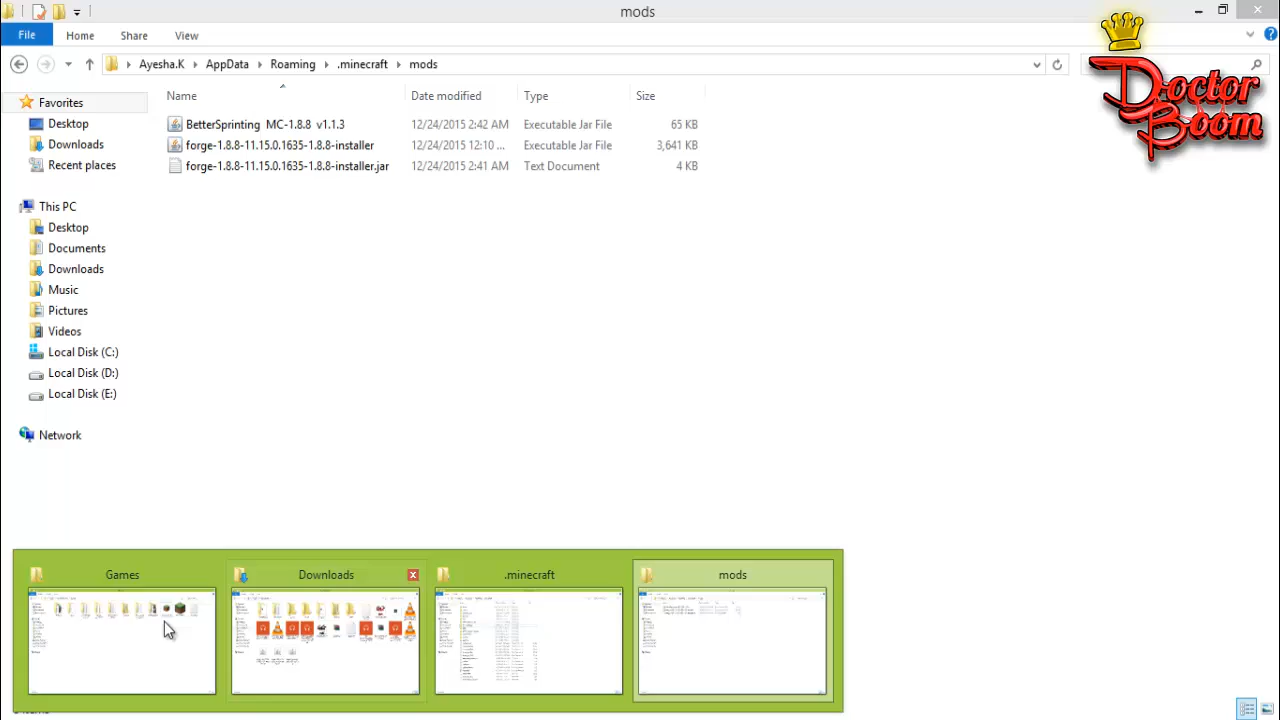 mods
File
Home
Share
View
Ayesha.K
AppData
Roaming
.minecraft
mods
Name
Date modified
Type
Size
Favorites
Desktop
Downloads
Recent places
This PC
Desktop
Documents
Downloads
Music
Pictures
Videos
Local Disk (C:)
Local Disk (D:)
Local Disk (E:)
Network
BetterSprinting MC-1.8.8 v1.1.3
12/24/2015 2:42 AM
Executable Jar File
65 KB
forge-1.8.8-11.15.0.1635-1.8.8-installer
12/24/2015 12:10 ...
Executable Jar File
3,641 KB
forge-1.8.8-11.15.0.1635-1.8.8-installer.jar
12/24/2015 2:41 AM
Text Document
4 KB
Doctor
Boom
Games
Downloads
.minecraft
mods